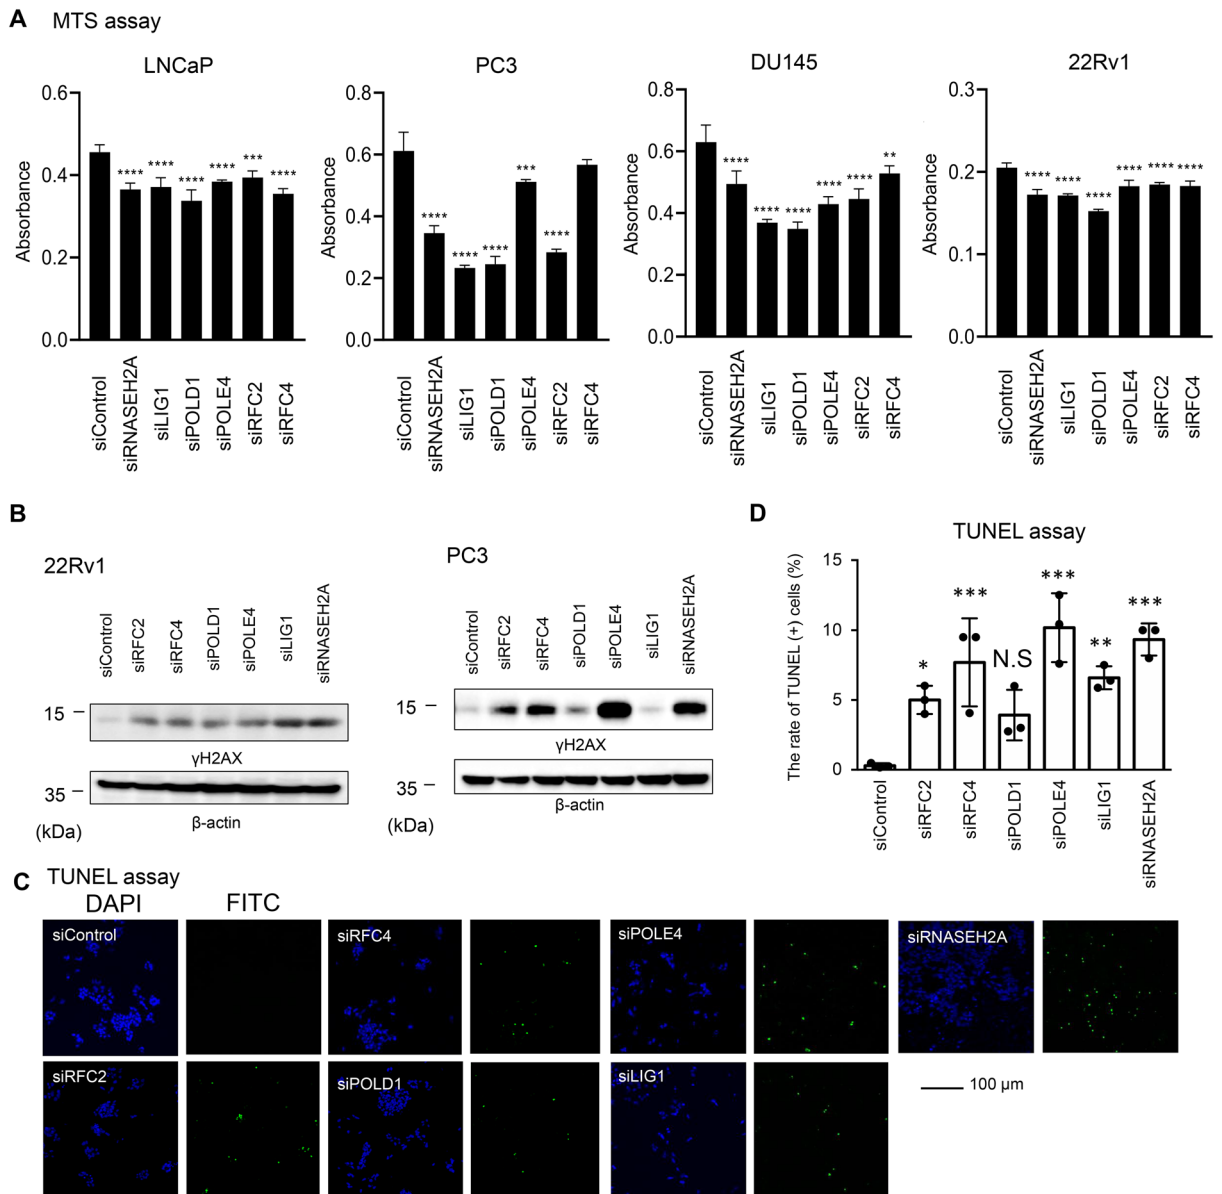 A MTS assay
LNCaP
Absorbance
0.6
0.4
0.2
0.0
**** **** **** **** *** ****
siControl
siRNASEH2A
siLIG1
siPOLD1
siPOLE4
siRFC2
siRFC4
PC3
Absorbance
0.8
0.6
0.4
0.2
0.0
**** **** **** *** ****
siControl
siRNASEH2A
siLIG1
siPOLD1
siPOLE4
siRFC2
siRFC4
DU145
Absorbance
0.8
0.6
0.4
0.2
0.0
**** **** **** **** **** **
siControl
siRNASEH2A
siLIG1
siPOLD1
siPOLE4
siRFC2
siRFC4
22Rv1
Absorbance
0.3
0.2
0.1
0.0
**** **** **** **** **** ****
siControl
siRNASEH2A
siLIG1
siPOLD1
siPOLE4
siRFC2
siRFC4
B
22Rv1
siControl
siRFC2
siRFC4
siPOLD1
siPOLE4
siLIG1
siRNASEH2A
15
γH2AX
35
β-actin
(kDa)
PC3
siControl
siRFC2
siRFC4
siPOLD1
siPOLE4
siLIG1
siRNASEH2A
15
γH2AX
35
β-actin
(kDa)
D
TUNEL assay
The rate of TUNEL (+) cells (%)
15
10
5
0
* *** N.S *** ** ***
siControl
siRFC2
siRFC4
siPOLD1
siPOLE4
siLIG1
siRNASEH2A
C TUNEL assay
DAPI FITC
siControl
siRFC4
siPOLE4
siRNASEH2A
siRFC2
siPOLD1
siLIG1
100 μm